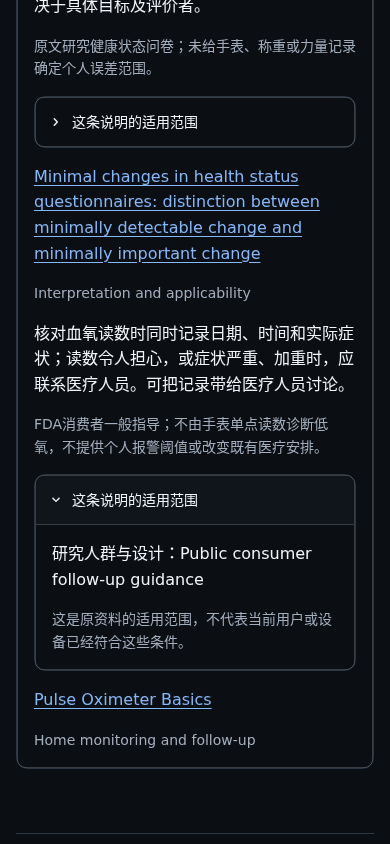 决于具体目标及评价者。
原文研究健康状态问卷；未给手表、称重或力量记录
确定个人误差范围。
这条说明的适用范围
Minimal changes in health status
questionnaires: distinction between
minimally detectable change and
minimally important change
Interpretation and applicability
核对血氧读数时同时记录日期、时间和实际症
状；读数令人担心，或症状严重、加重时，应
联系医疗人员。可把记录带给医疗人员讨论。
FDA消费者一般指导；不由手表单点读数诊断低
氧，不提供个人报警阈值或改变既有医疗安排。
这条说明的适用范围
研究人群与设计：Public consumer
follow-up guidance
这是原资料的适用范围，不代表当前用户或设
备已经符合这些条件。
Pulse Oximeter Basics
Home monitoring and follow-up